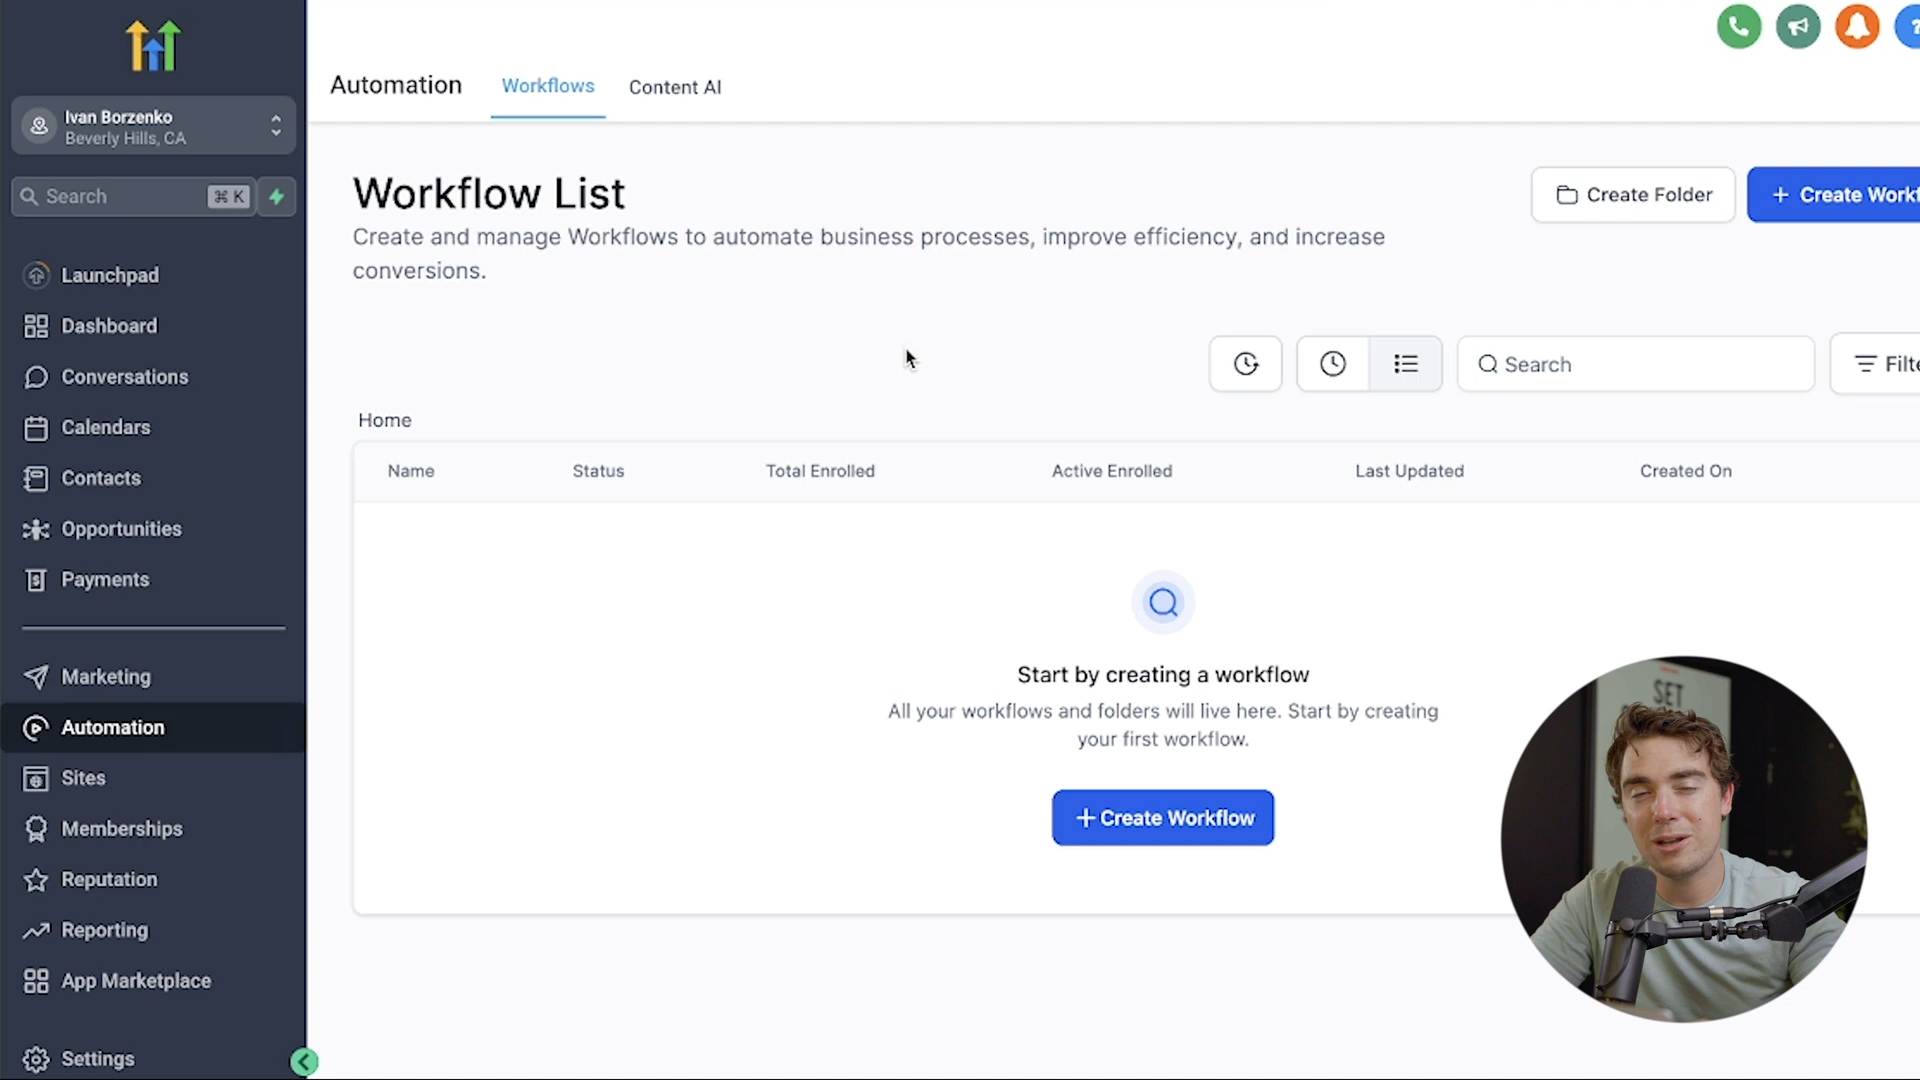 Ivan Borzenko
Beverly Hills, CA
Search
⌘ K
Launchpad
Dashboard
Conversations
Calendars
Contacts
Opportunities
Payments
Marketing
Automation
Sites
Memberships
Reputation
Reporting
App Marketplace
Settings
Automation
Workflows
Content AI
Workflow List
Create and manage Workflows to automate business processes, improve efficiency, and increase
conversions.
Create Folder
+ Create Workf
Search
Filte
Home
Name
Status
Total Enrolled
Active Enrolled
Last Updated
Created On
Start by creating a workflow
All your workflows and folders will live here. Start by creating
your first workflow.
+ Create Workflow
SET